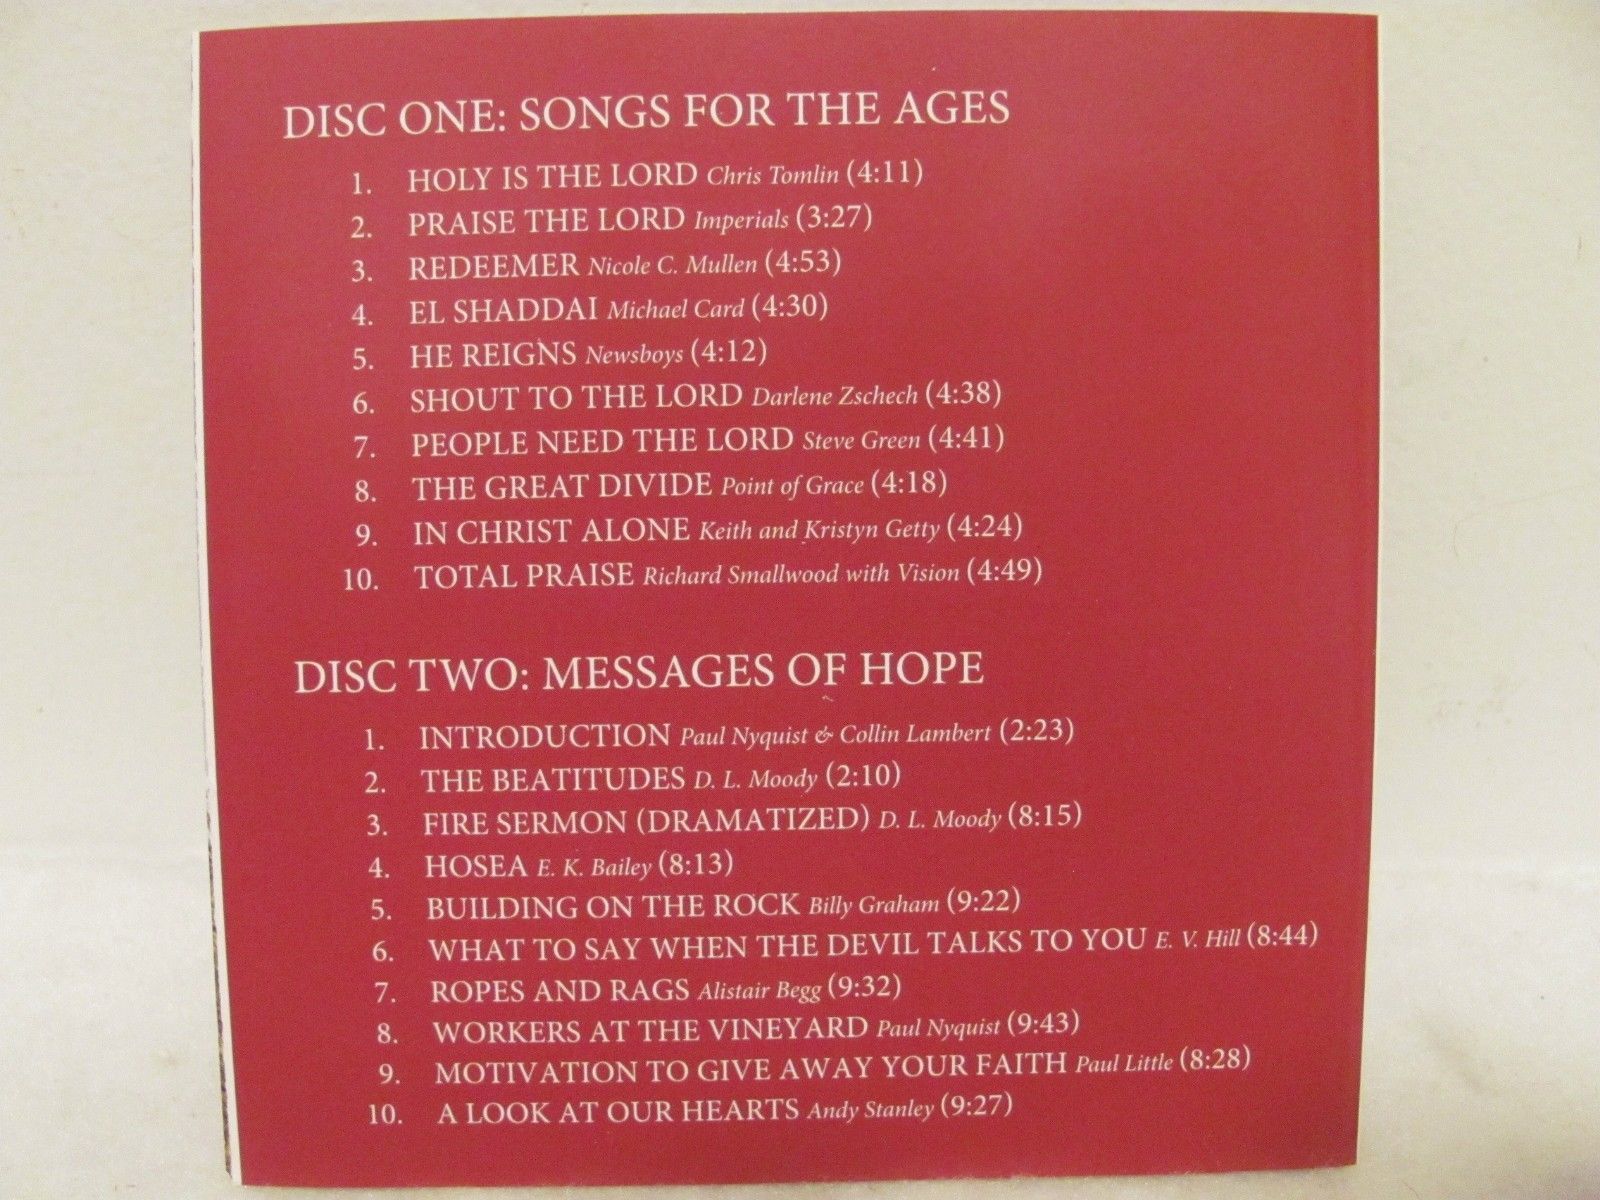 DISC ONE: SONGS FOR THE AGES
1. HOLY IS THE LORD Chris Tomlin (4:11)
2. PRAISE THE LORD Imperials (3:27)
3. REDEEMER Nicole C. Mullen (4:53)
4. EL SHADDAI Michael Card (4:30)
5. HE REIGNS Newsboys (4:12)
6. SHOUT TO THE LORD Darlene Zschech (4:38)
7. PEOPLE NEED THE LORD Steve Green (4:41)
8. THE GREAT DIVIDE Point of Grace (4:18)
9. IN CHRIST ALONE Keith and Kristyn Getty (4:24)
10. TOTAL PRAISE Richard Smallwood with Vision (4:49)
DISC TWO: MESSAGES OF HOPE
1. INTRODUCTION Paul Nyquist & Collin Lambert (2:23)
2. THE BEATITUDES D. L. Moody (2:10)
3. FIRE SERMON (DRAMATIZED) D. L. Moody (8:15)
4. HOSEA E. K. Bailey (8:13)
5. BUILDING ON THE ROCK Billy Graham (9:22)
6. WHAT TO SAY WHEN THE DEVIL TALKS TO YOU E. V. Hill (8:44)
7. ROPES AND RAGS Alistair Begg (9:32)
8. WORKERS AT THE VINEYARD Paul Nyquist (9:43)
9. MOTIVATION TO GIVE AWAY YOUR FAITH Paul Little (8:28)
10. A LOOK AT OUR HEARTS Andy Stanley (9:27)